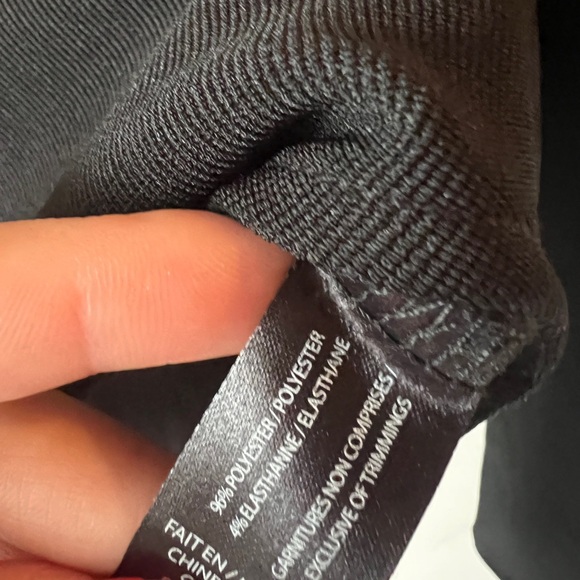 96% POLYESTER / POLYESTER
4% ELASTHANNE / ELASTHANE
GARNITURES NON COMPRISES /
EXCLUSIVE OF TRIMMINGS
FAIT EN /
CHINE